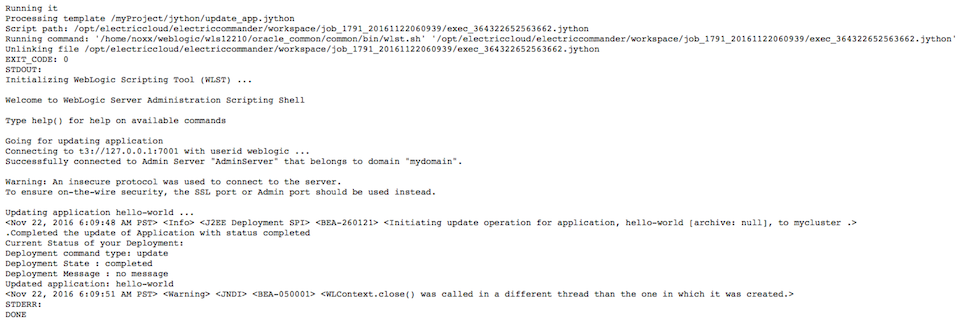 Running it
Processing template /myProject/jython/update_app.jython
Script path: /opt/electriccloud/electriccommander/workspace/job_1791_20161122060939/exec_364322652563662.jython
Running command: '/home/noxx/weblogic/wls12210/oracle_common/common/bin/wlst.sh' '/opt/electriccloud/electriccommander/workspace/job_1791_20161122060939/exec_364322652563662.jython'
Unlinking file /opt/electriccloud/electriccommander/workspace/job_1791_20161122060939/exec_364322652563662.jython
EXIT_CODE: 0
STDOUT:
Initializing WebLogic Scripting Tool (WLST) ...
Welcome to WebLogic Server Administration Scripting Shell
Type help() for help on available commands
Going for updating application
Connecting to t3://127.0.0.1:7001 with userid weblogic ...
Successfully connected to Admin Server "AdminServer" that belongs to domain "mydomain".
Warning: An insecure protocol was used to connect to the server.
To ensure on-the-wire security, the SSL port or Admin port should be used instead.
Updating application hello-world ...
<Nov 22, 2016 6:09:48 AM PST> <Info> <J2EE Deployment SPI> <BEA-260121> <Initiating update operation for application, hello-world [archive: null], to mycluster .>
.Completed the update of Application with status completed
Current Status of your Deployment:
Deployment command type: update
Deployment State : completed
Deployment Message : no message
Updated application: hello-world
<Nov 22, 2016 6:09:51 AM PST> <Warning> <JNDI> <BEA-050001> <WLContext.close() was called in a different thread than the one in which it was created.>
STDERR:
DONE